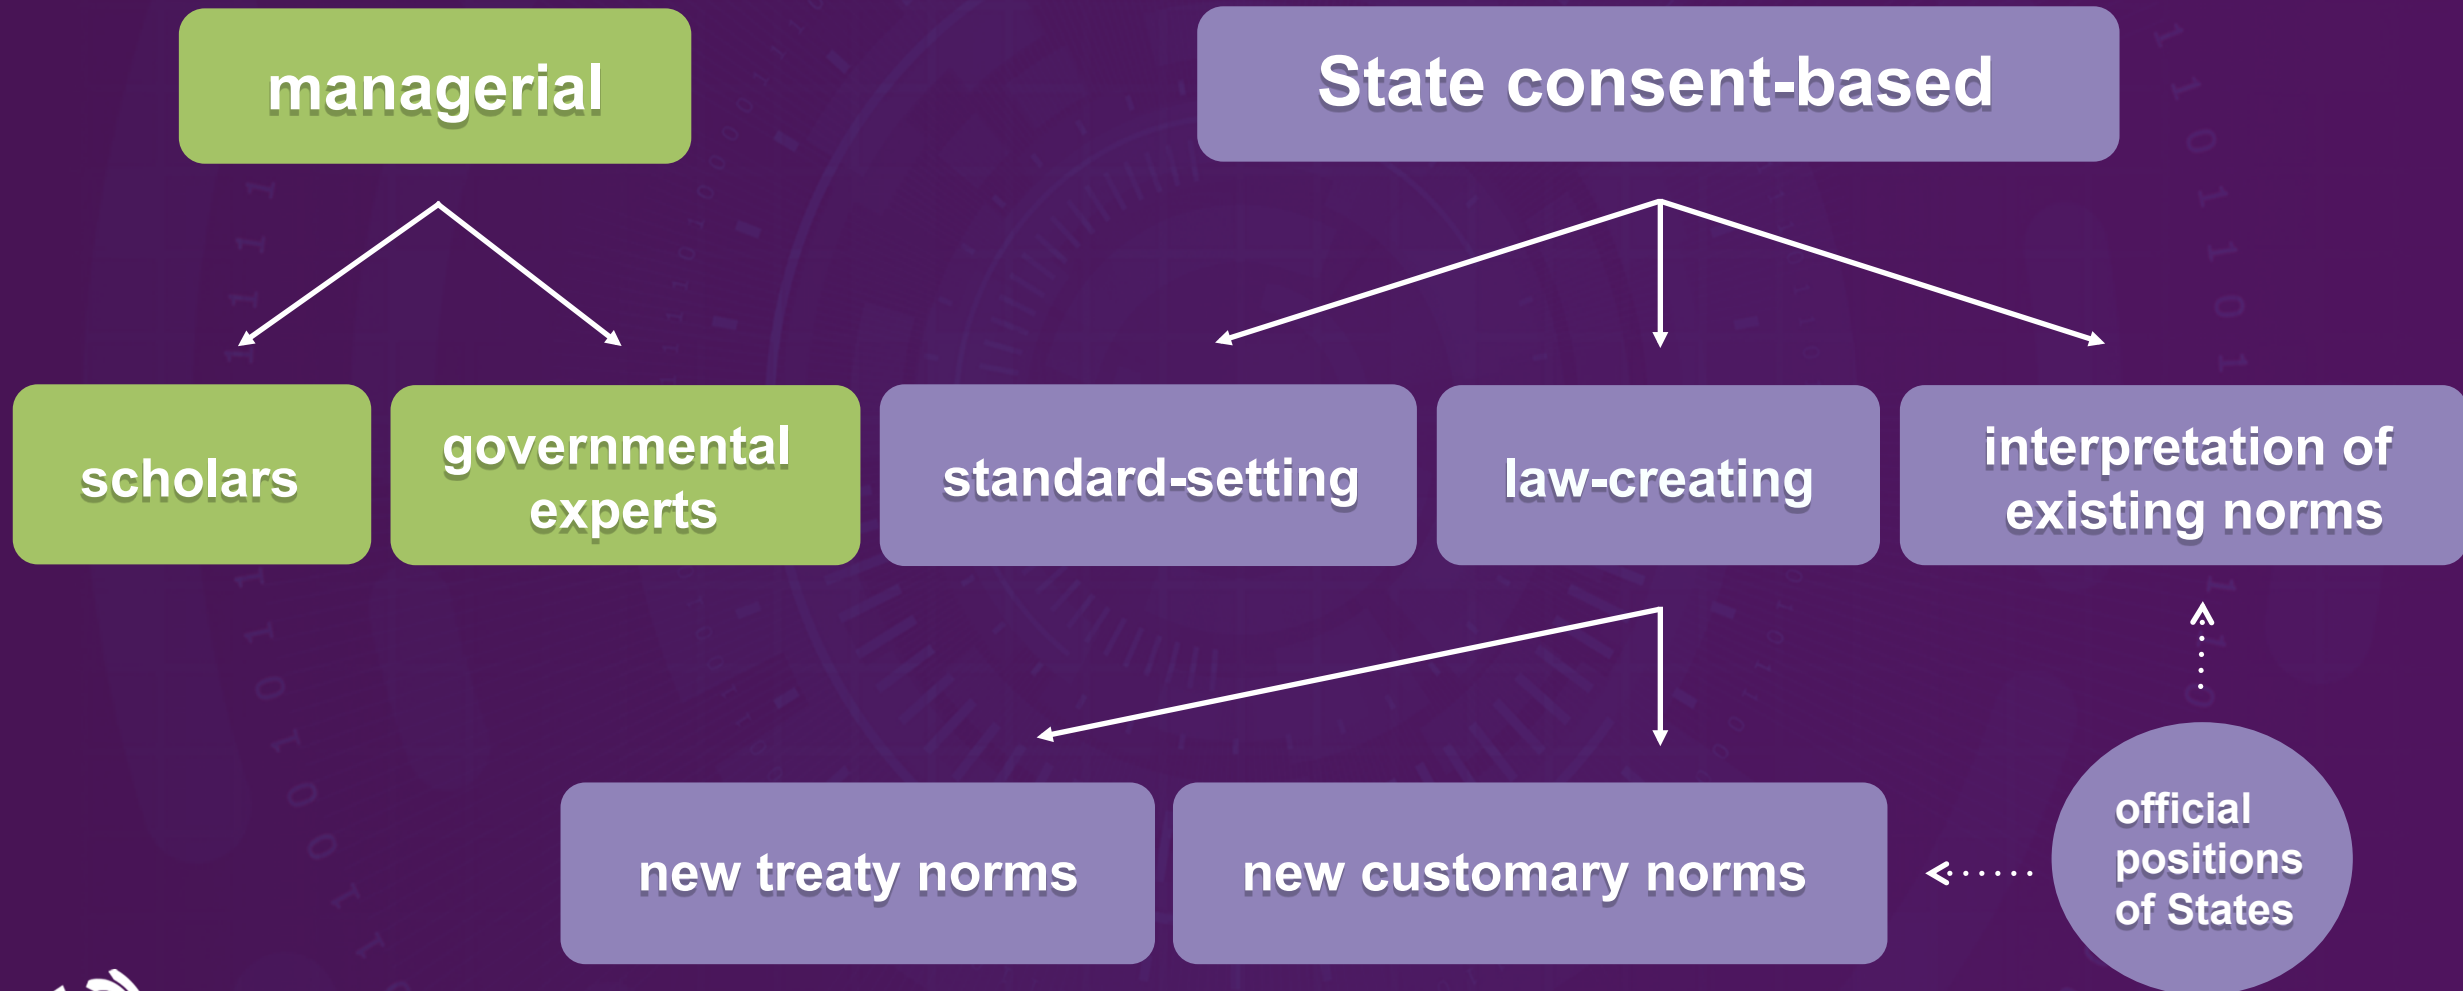 managerial
State consent-based
scholars
governmental
experts
standard-setting
law-creating
interpretation of
existing norms
new treaty norms
new customary norms
official
positions
of States